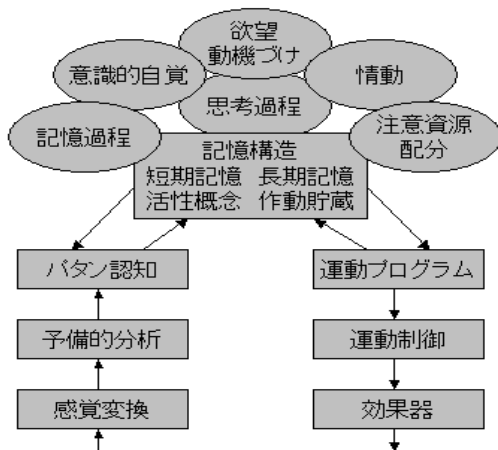 欲望
動機づけ
意識的自覚
情動
思考過程
記憶過程
注意資源
配分
記憶構造
短期記憶 長期記憶
活性概念 作動貯蔵
パタン認知
運動プログラム
予備的分析
運動制御
感覚変換
効果器